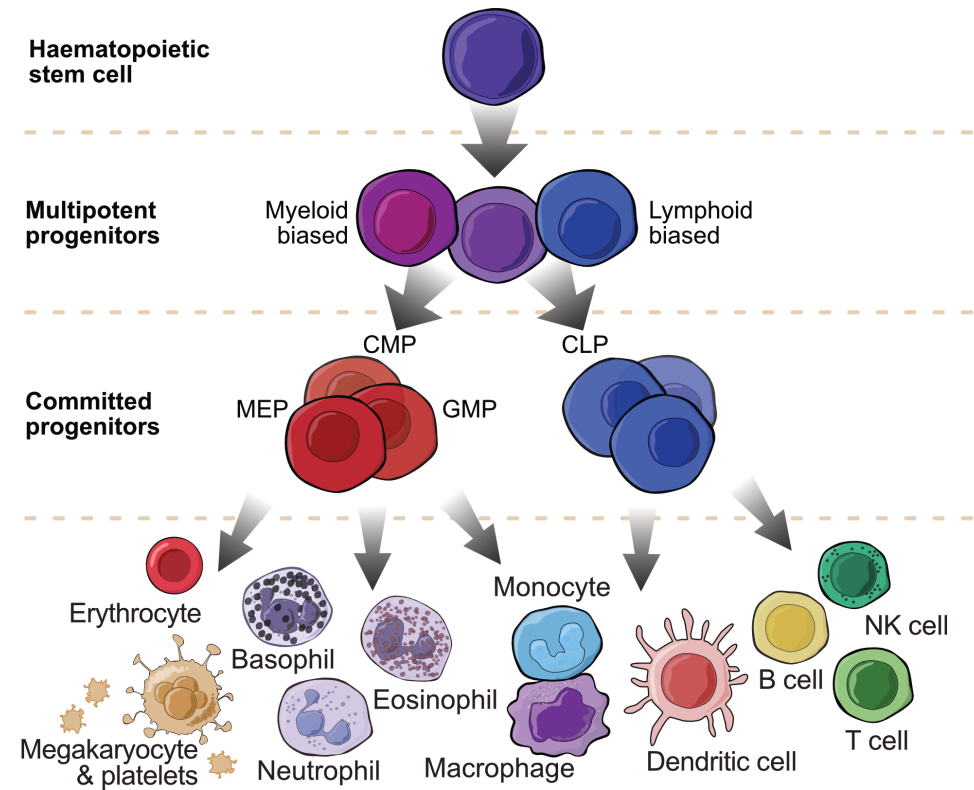 Haematopoietic
stem cell
Multipotent
progenitors
Myeloid
biased
Lymphoid
biased
Committed
progenitors
CMP
CLP
MEP
GMP
Erythrocyte
Basophil
Eosinophil
Monocyte
NK cell
B cell
T cell
Megakaryocyte
& platelets
Neutrophil
Macrophage
Dendritic cell